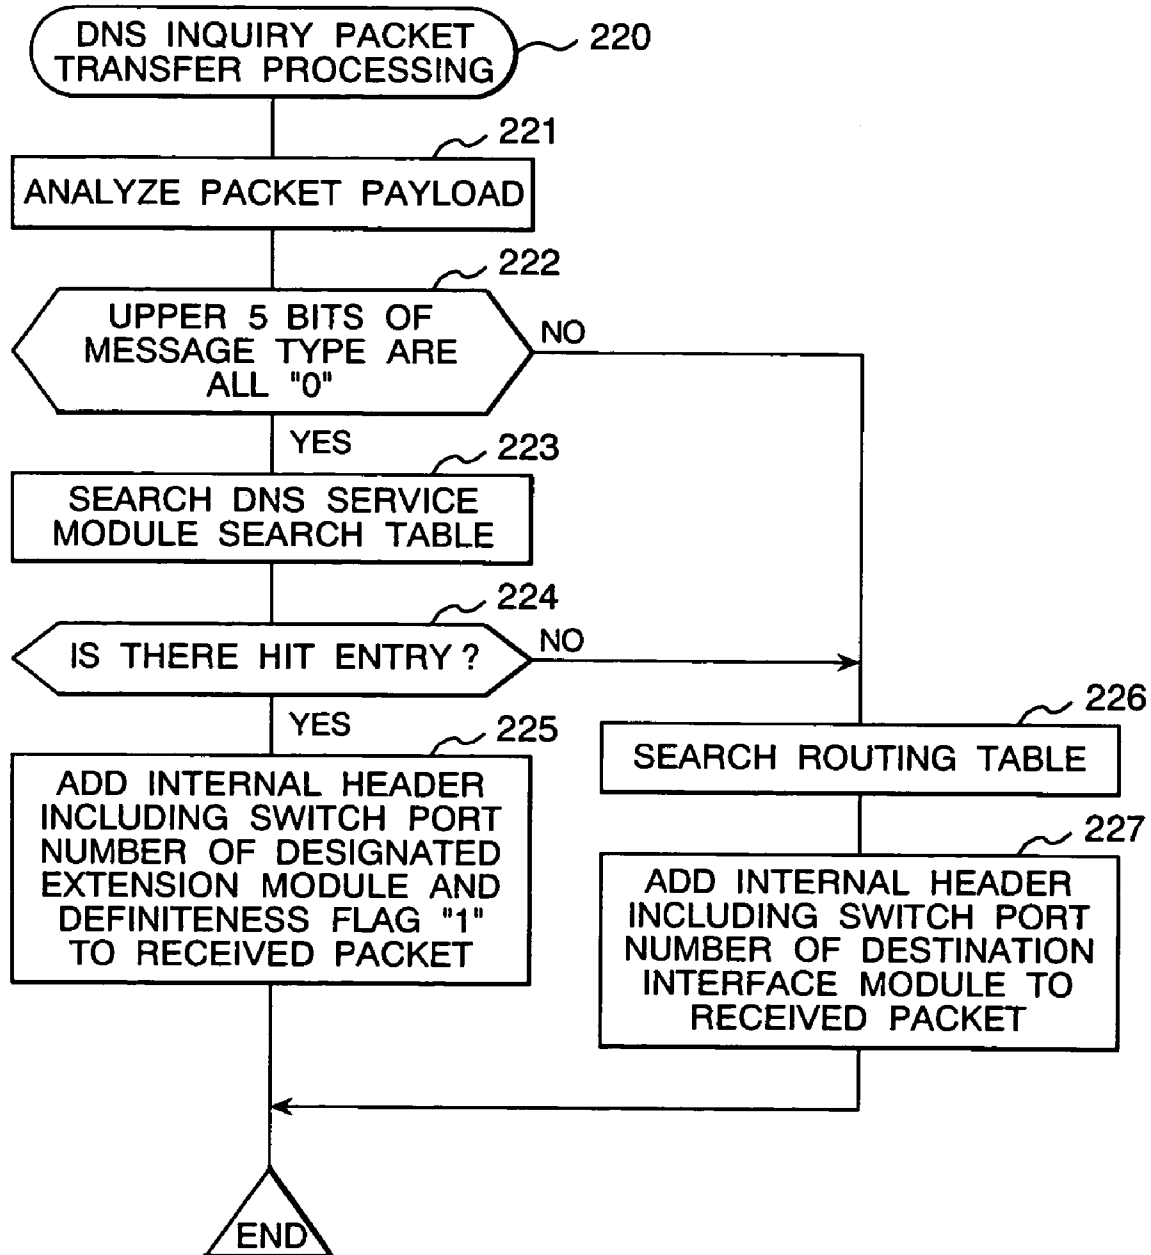 DNS INQUIRY PACKET
TRANSFER PROCESSING
220
221
ANALYZE PACKET PAYLOAD
222
UPPER 5 BITS OF
MESSAGE TYPE ARE
ALL "0"
NO
YES
223
SEARCH DNS SERVICE
MODULE SEARCH TABLE
224
IS THERE HIT ENTRY ?
NO
YES
225
ADD INTERNAL HEADER
INCLUDING SWITCH PORT
NUMBER OF DESIGNATED
EXTENSION MODULE AND
DEFINITENESS FLAG "1"
TO RECEIVED PACKET
226
SEARCH ROUTING TABLE
227
ADD INTERNAL HEADER
INCLUDING SWITCH PORT
NUMBER OF DESTINATION
INTERFACE MODULE TO
RECEIVED PACKET
END